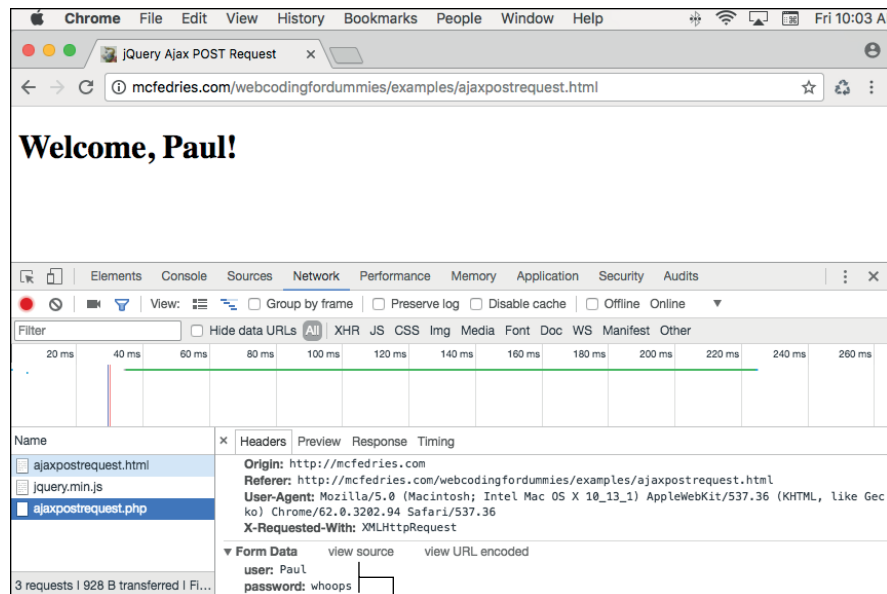 Chrome File Edit View History Bookmarks People Window Help Fri 10:03 A
jQuery Ajax POST Request
mcfedries.com/webcodingfordummies/examples/ajaxpostrequest.html
Welcome, Paul!
Elements Console Sources Network Performance Memory Application Security Audits
View: Group by frame Preserve log Disable cache Offline Online
Filter Hide data URLs All XHR JS CSS Img Media Font Doc WS Manifest Other
20 ms 40 ms 60 ms 80 ms 100 ms 120 ms 140 ms 160 ms 180 ms 200 ms 220 ms 240 ms 260 ms
Name × Headers Preview Response Timing
ajaxpostrequest.html
jquery.min.js
ajaxpostrequest.php
3 requests | 928 B transferred | Fi...
Origin: http://mcfedries.com
Referer: http://mcfedries.com/webcodingfordummies/examples/ajaxpostrequest.html
User-Agent: Mozilla/5.0 (Macintosh; Intel Mac OS X 10_13_1) AppleWebKit/537.36 (KHTML, like Gec
ko) Chrome/62.0.3202.94 Safari/537.36
X-Requested-With: XMLHttpRequest
▼ Form Data view source view URL encoded
user: Paul
password: whoops